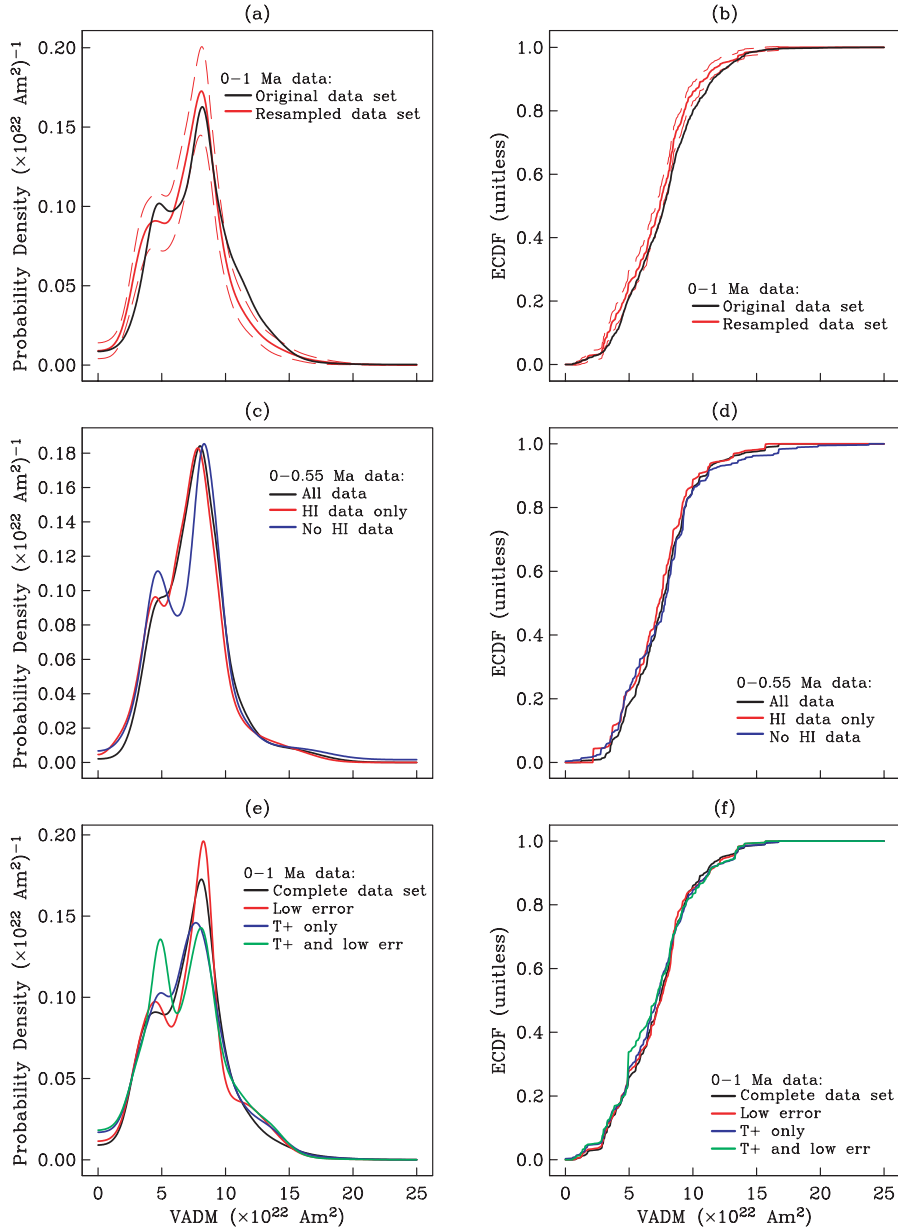 (a)
Probability Density (×10²² Am²)⁻¹
0.20
0.15
0.10
0.05
0.00
0–1 Ma data:
Original data set
Resampled data set
(b)
ECDF (unitless)
1.0
0.8
0.6
0.4
0.2
0.0
0–1 Ma data:
Original data set
Resampled data set
(c)
Probability Density (×10²² Am²)⁻¹
0.18
0.16
0.14
0.12
0.10
0.08
0.06
0.04
0.02
0.00
0–0.55 Ma data:
All data
HI data only
No HI data
(d)
ECDF (unitless)
1.0
0.8
0.6
0.4
0.2
0.0
0–0.55 Ma data:
All data
HI data only
No HI data
(e)
Probability Density (×10²² Am²)⁻¹
0.20
0.15
0.10
0.05
0.00
0–1 Ma data:
Complete data set
Low error
T+ only
T+ and low err
0 5 10 15 20 25
VADM (×10²² Am²)
(f)
ECDF (unitless)
1.0
0.8
0.6
0.4
0.2
0.0
0–1 Ma data:
Complete data set
Low error
T+ only
T+ and low err
0 5 10 15 20 25
VADM (×10²² Am²)